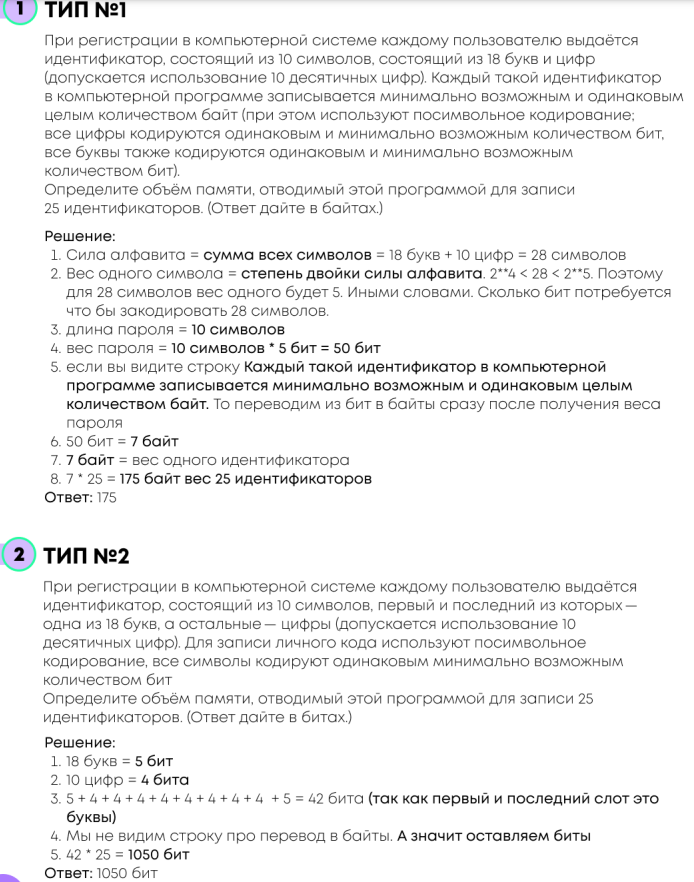 1 ТИП №1
При регистрации в компьютерной системе каждому пользователю выдаётся
идентификатор, состоящий из 10 символов, состоящий из 18 букв и цифр
(допускается использование 10 десятичных цифр). Каждый такой идентификатор
в компьютерной программе записывается минимально возможным и одинаковым
целым количеством байт (при этом используют посимвольное кодирование;
все цифры кодируются одинаковым и минимально возможным количеством бит,
все буквы также кодируются одинаковым и минимально возможным
количеством бит).
Определите объём памяти, отводимый этой программой для записи
25 идентификаторов. (Ответ дайте в байтах.)
Решение:
1. Сила алфавита = сумма всех символов = 18 букв + 10 цифр = 28 символов
2. Вес одного символа = степень двойки силы алфавита. 2**4 < 28 < 2**5. Поэтому
для 28 символов вес одного будет 5. Иными словами. Сколько бит потребуется
что бы закодировать 28 символов.
3. длина пароля = 10 символов
4. вес пароля = 10 символов * 5 бит = 50 бит
5. если вы видите строку Каждый такой идентификатор в компьютерной
программе записывается минимально возможным и одинаковым целым
количеством байт. То переводим из бит в байты сразу после получения веса
пароля
6. 50 бит = 7 байт
7. 7 байт = вес одного идентификатора
8. 7 * 25 = 175 байт вес 25 идентификаторов
Ответ: 175
2 ТИП №2
При регистрации в компьютерной системе каждому пользователю выдаётся
идентификатор, состоящий из 10 символов, первый и последний из которых —
одна из 18 букв, а остальные — цифры (допускается использование 10
десятичных цифр). Для записи личного кода используют посимвольное
кодирование, все символы кодируют одинаковым минимально возможным
количеством бит
Определите объём памяти, отводимый этой программой для записи 25
идентификаторов. (Ответ дайте в битах.)
Решение:
1. 18 букв = 5 бит
2. 10 цифр = 4 бита
3. 5 + 4 + 4 + 4 + 4 + 4 + 4 + 4 + 4 + 5 = 42 бита (так как первый и последний слот это
буквы)
4. Мы не видим строку про перевод в байты. А значит оставляем биты
5. 42 * 25 = 1050 бит
Ответ: 1050 бит